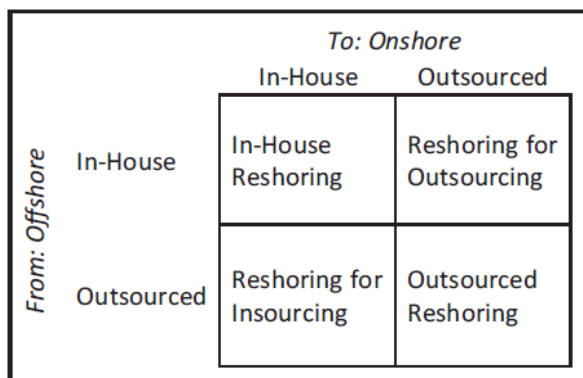 To: Onshore
In-House Outsourced
From: Offshore
In-House
In-House
Reshoring
Reshoring for
Outsourcing
Outsourced
Reshoring for
Insourcing
Outsourced
Reshoring